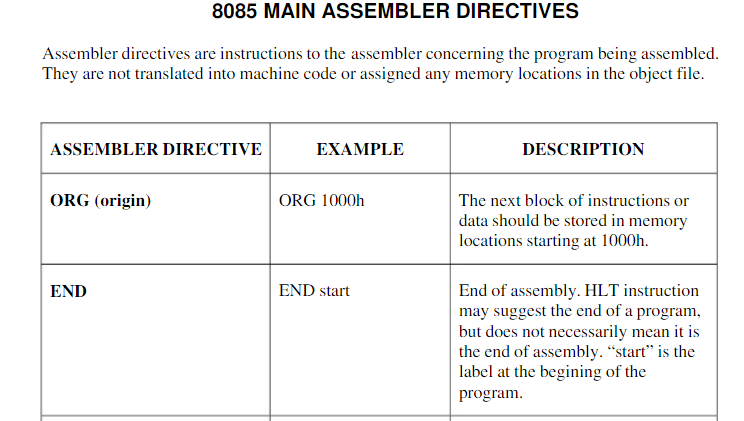 8085 MAIN ASSEMBLER DIRECTIVES
Assembler directives are instructions to the assembler concerning the program being assembled.
They are not translated into machine code or assigned any memory locations in the object file.
ASSEMBLER DIRECTIVE EXAMPLE DESCRIPTION
ORG (origin) ORG 1000h The next block of instructions or
data should be stored in memory
locations starting at 1000h.
END END start End of assembly. HLT instruction
may suggest the end of a program,
but does not necessarily mean it is
the end of assembly. “start” is the
label at the begining of the
program.